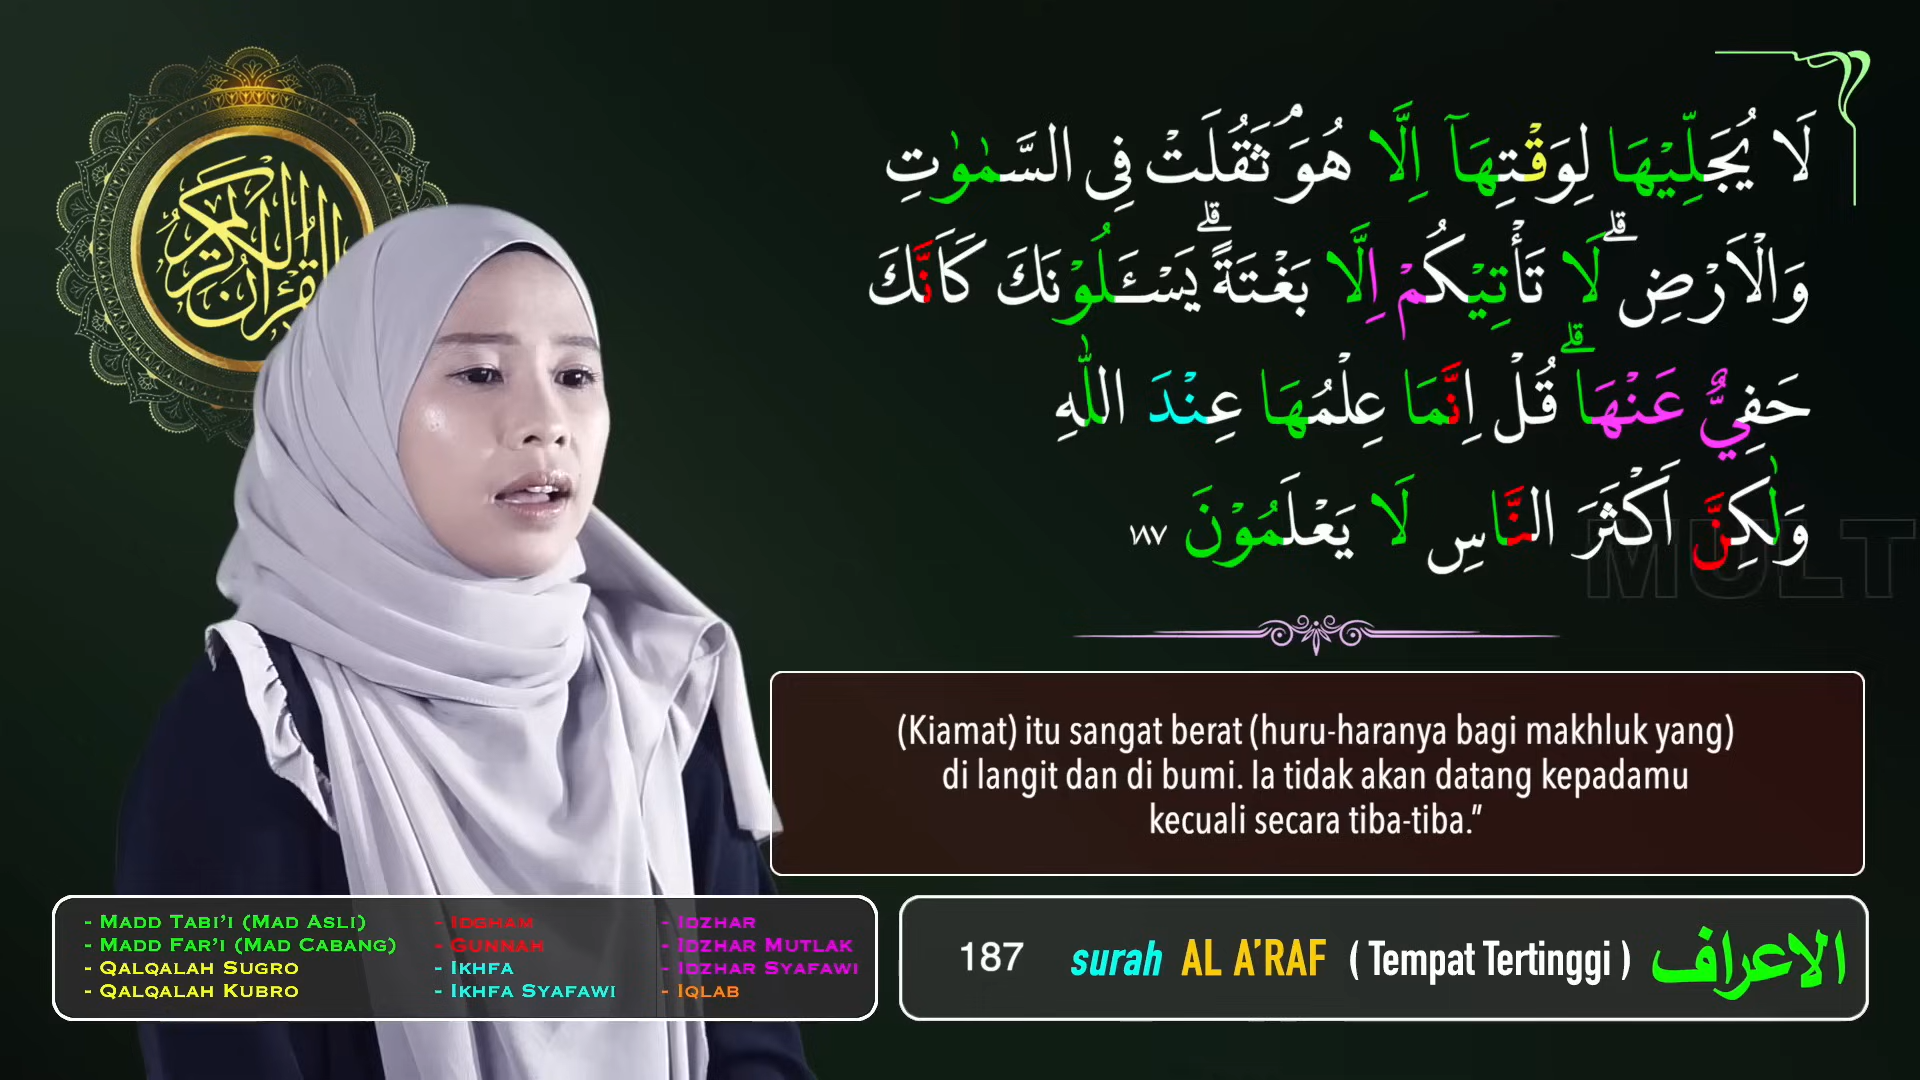 القرآن الكريم
لَا يُجَلِّيْهَا لِوَقْتِهَآ اِلَّا هُوَۘ ثَقُلَتْ فِى السَّمٰوٰتِ
وَالْاَرْضِۗ لَا تَأْتِيْكُمْ اِلَّا بَغْتَةًۗ يَسْـَٔلُوْنَكَ كَاَنَّكَ
حَفِيٌّ عَنْهَاۗ قُلْ اِنَّمَا عِلْمُهَا عِنْدَ اللّٰهِ
وَلٰكِنَّ اَكْثَرَ النَّاسِ لَا يَعْلَمُوْنَ ١٨٧
MULT
(Kiamat) itu sangat berat (huru-haranya bagi makhluk yang)
di langit dan di bumi. Ia tidak akan datang kepadamu
kecuali secara tiba-tiba.”
- Madd Tabi’i (Mad Asli)
- Madd Far’i (Mad Cabang)
- Qalqalah Sugro
- Qalqalah Kubro
- Idgham
- Gunnah
- Ikhfa
- Ikhfa Syafawi
- Idzhar
- Idzhar Mutlak
- Idzhar Syafawi
- Iqlab
187 surah AL A’RAF ( Tempat Tertinggi ) الاعراف